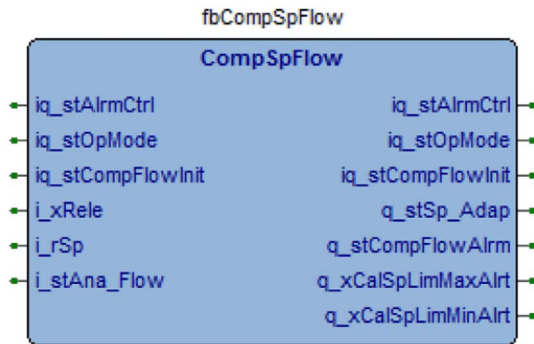 fbCompSpFlow
CompSpFlow
iq_stAlrmCtrl iq_stAlrmCtrl
iq_stOpMode iq_stOpMode
iq_stCompFlowInit iq_stCompFlowInit
i_xRele q_stSp_Adap
i_rSp q_stCompFlowAlrm
i_stAna_Flow q_xCalSpLimMaxAlrt
q_xCalSpLimMinAlrt